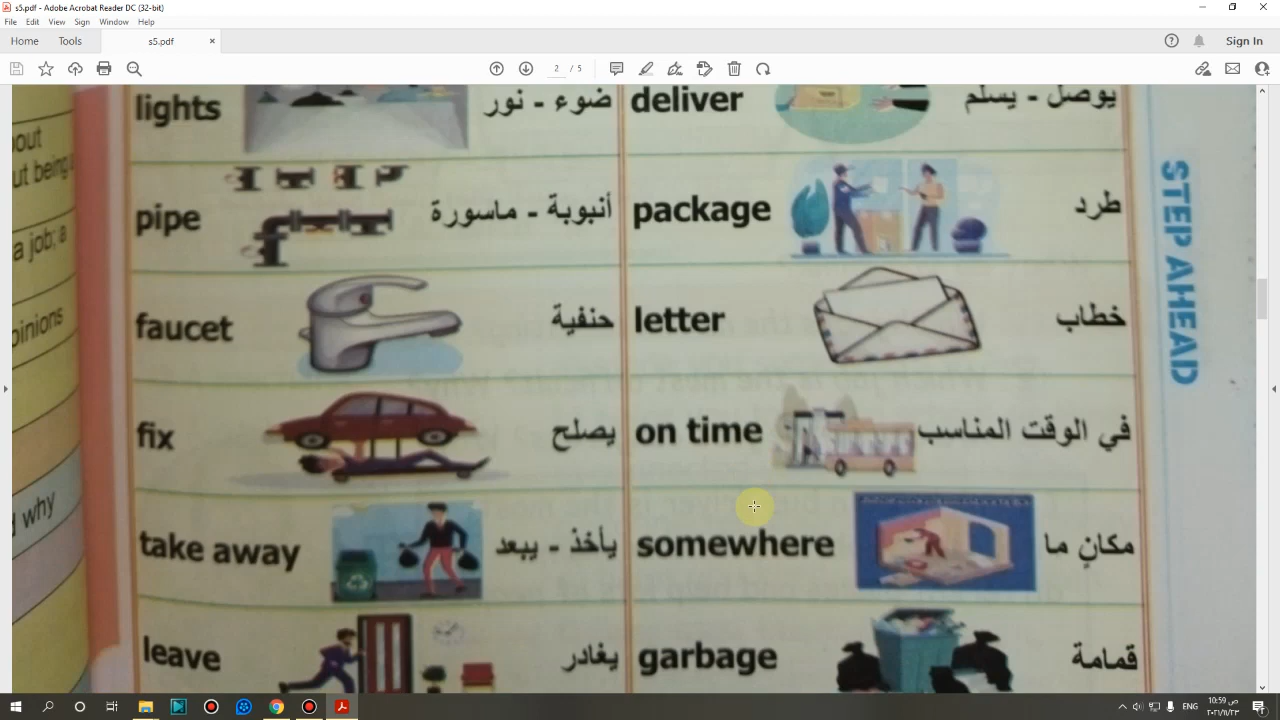 s5.pdf - Adobe Acrobat Reader DC (32-bit)
File Edit View Sign Window Help
Home Tools s5.pdf × Sign In
2 / 5
lights ضوء - نور deliver يوصل - يسلم
pipe أنبوبة - ماسورة package طرد
faucet حنفية letter خطاب
fix يصلح on time في الوقت المناسب
take away يأخذ - يبعد somewhere مكانٍ ما
leave يغادر garbage قمامة
STEP AHEAD
a job; a
why
ENG
10:59 ص